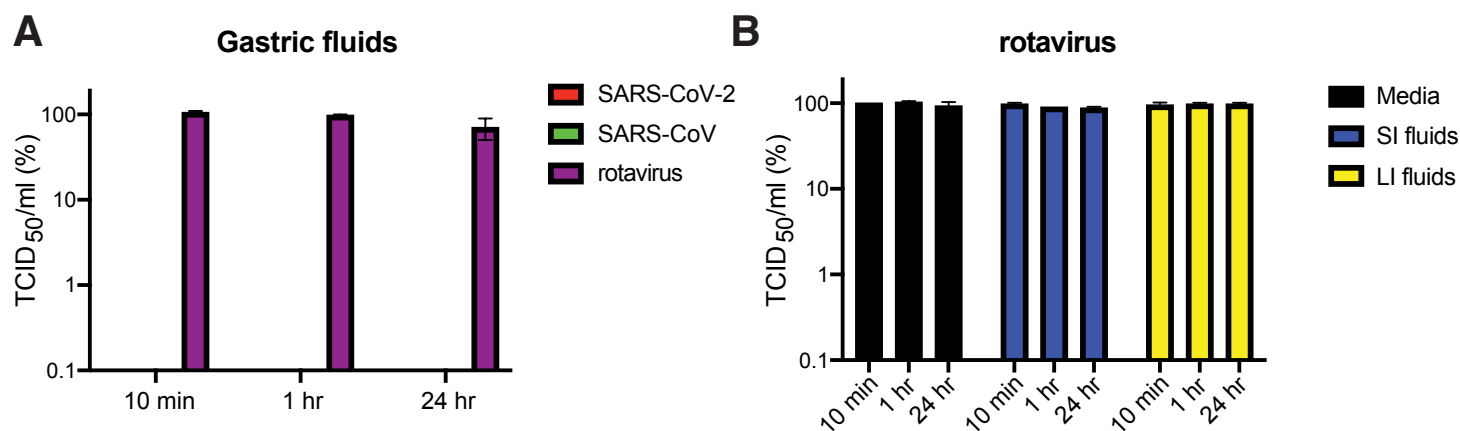 A
Gastric fluids
TCID50/ml (%)
100
10
1
0.1
10 min
1 hr
24 hr
SARS-CoV-2
SARS-CoV
rotavirus
B
rotavirus
TCID50/ml (%)
100
10
1
0.1
10 min
1 hr
24 hr
10 min
1 hr
24 hr
10 min
1 hr
24 hr
Media
SI fluids
LI fluids